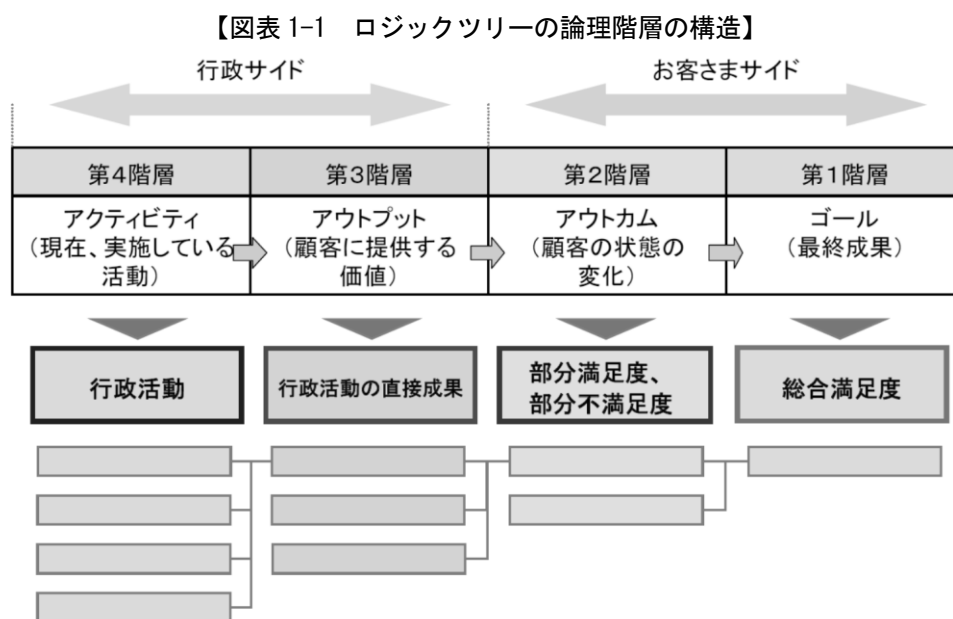 【図表 1-1 ロジックツリーの論理階層の構造】
行政サイド
お客さまサイド
第4階層
第3階層
第2階層
第1階層
アクティビティ
(現在、実施している
活動)
アウトプット
(顧客に提供する
価値)
アウトカム
(顧客の状態の
変化)
ゴール
(最終成果)
行政活動
行政活動の直接成果
部分満足度、
部分不満足度
総合満足度